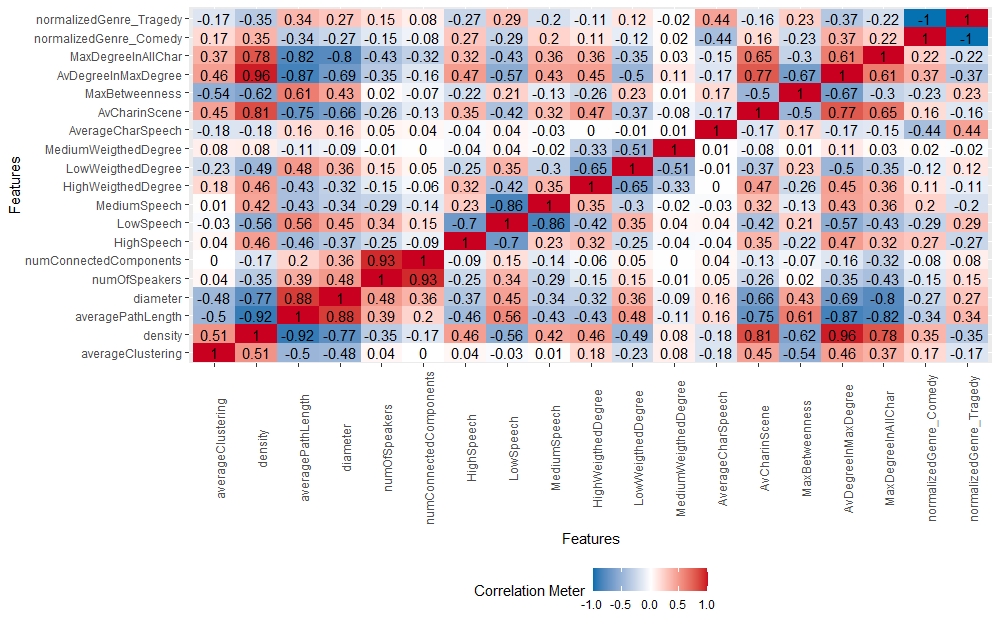 normalizedGenre_Tragedy -0.17 -0.35 0.34 0.27 0.15 0.08 -0.27 0.29 -0.2 -0.11 0.12 -0.02 0.44 -0.16 0.23 -0.37 -0.22 -1 1
normalizedGenre_Comedy 0.17 0.35 -0.34 -0.27 -0.15 -0.08 0.27 -0.29 0.2 0.11 -0.12 0.02 -0.44 0.16 -0.23 0.37 0.22 1 -1
MaxDegreeInAllChar 0.37 0.78 -0.82 -0.8 -0.43 -0.32 0.32 -0.43 0.36 0.36 -0.35 0.03 -0.15 0.65 -0.3 0.61 1 0.22 -0.22
AvDegreeInMaxDegree 0.46 0.96 -0.87 -0.69 -0.35 -0.16 0.47 -0.57 0.43 0.45 -0.5 0.11 -0.17 0.77 -0.67 1 0.61 0.37 -0.37
MaxBetweenness -0.54 -0.62 0.61 0.43 0.02 -0.07 -0.22 0.21 -0.13 -0.26 0.23 0.01 0.17 -0.5 1 -0.67 -0.3 -0.23 0.23
AvCharinScene 0.45 0.81 -0.75 -0.66 -0.26 -0.13 0.35 -0.42 0.32 0.47 -0.37 -0.08 -0.17 1 -0.5 0.77 0.65 0.16 -0.16
AverageCharSpeech -0.18 -0.18 0.16 0.16 0.05 0.04 -0.04 0.04 -0.03 0 -0.01 0.01 1 -0.17 0.17 -0.17 -0.15 -0.44 0.44
MediumWeigthedDegree 0.08 0.08 -0.11 -0.09 -0.01 0 -0.04 0.04 -0.02 -0.33 -0.51 1 0.01 -0.08 0.01 0.11 0.03 0.02 -0.02
LowWeigthedDegree -0.23 -0.49 0.48 0.36 0.15 0.05 -0.25 0.35 -0.3 -0.65 1 -0.51 -0.01 -0.37 0.23 -0.5 -0.35 -0.12 0.12
HighWeigthedDegree 0.18 0.46 -0.43 -0.32 -0.15 -0.06 0.32 -0.42 0.35 1 -0.65 -0.33 0 0.47 -0.26 0.45 0.36 0.11 -0.11
MediumSpeech 0.01 0.42 -0.43 -0.34 -0.29 -0.14 0.23 -0.86 1 0.35 -0.3 -0.02 -0.03 0.32 -0.13 0.43 0.36 0.2 -0.2
LowSpeech -0.03 -0.56 0.56 0.45 0.34 0.15 -0.7 1 -0.86 -0.42 0.35 0.04 0.04 -0.42 0.21 -0.57 -0.43 -0.29 0.29
HighSpeech 0.04 0.46 -0.46 -0.37 -0.25 -0.09 1 -0.7 0.23 0.32 -0.25 -0.04 -0.04 0.35 -0.22 0.47 0.32 0.27 -0.27
numConnectedComponents 0 -0.17 0.2 0.36 0.93 1 -0.09 0.15 -0.14 -0.06 0.05 0 0.04 -0.13 -0.07 -0.16 -0.32 -0.08 0.08
numOfSpeakers 0.04 -0.35 0.39 0.48 1 0.93 -0.25 0.34 -0.29 -0.15 0.15 -0.01 0.05 -0.26 0.02 -0.35 -0.43 -0.15 0.15
diameter -0.48 -0.77 0.88 1 0.48 0.36 -0.37 0.45 -0.34 -0.32 0.36 -0.09 0.16 -0.66 0.43 -0.69 -0.8 -0.27 0.27
averagePathLength -0.5 -0.92 1 0.88 0.39 0.2 -0.46 0.56 -0.43 -0.43 0.48 -0.11 0.16 -0.75 0.61 -0.87 -0.82 -0.34 0.34
density 0.51 1 -0.92 -0.77 -0.35 -0.17 0.46 -0.56 0.42 0.46 -0.49 0.08 -0.18 0.81 -0.62 0.96 0.78 0.35 -0.35
averageClustering 1 0.51 -0.5 -0.48 0.04 0 0.04 -0.03 0.01 0.18 -0.23 0.08 -0.18 0.45 -0.54 0.46 0.37 0.17 -0.17
Features
averageClustering
density
averagePathLength
diameter
numOfSpeakers
numConnectedComponents
HighSpeech
LowSpeech
MediumSpeech
HighWeigthedDegree
LowWeigthedDegree
MediumWeigthedDegree
AverageCharSpeech
AvCharinScene
MaxBetweenness
AvDegreeInMaxDegree
MaxDegreeInAllChar
normalizedGenre_Comedy
normalizedGenre_Tragedy
Features
Correlation Meter
-1.0 -0.5 0.0 0.5 1.0